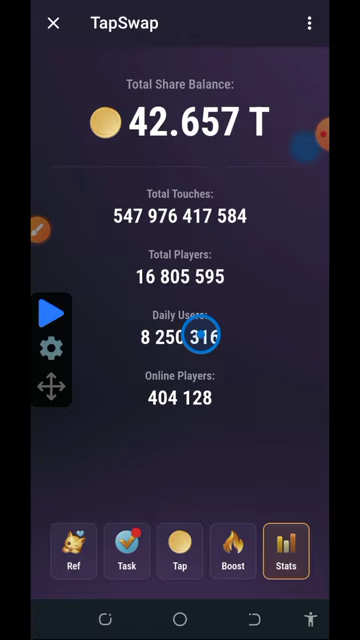 TapSwap
Total Share Balance:
42.657 T
Total Touches:
547 976 417 584
Total Players:
16 805 595
Daily Users:
8 250 316
Online Players:
404 128
Ref
Task
Tap
Boost
Stats